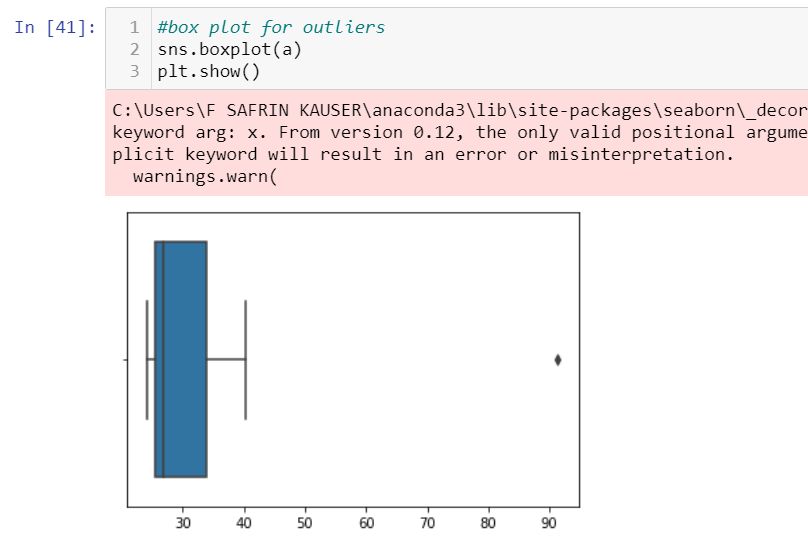 In [41]:
1 #box plot for outliers
2 sns.boxplot(a)
3 plt.show()
C:\Users\F SAFRIN KAUSER\anaconda3\lib\site-packages\seaborn\_decor
keyword arg: x. From version 0.12, the only valid positional argume
plicit keyword will result in an error or misinterpretation.
warnings.warn(
30 40 50 60 70 80 90